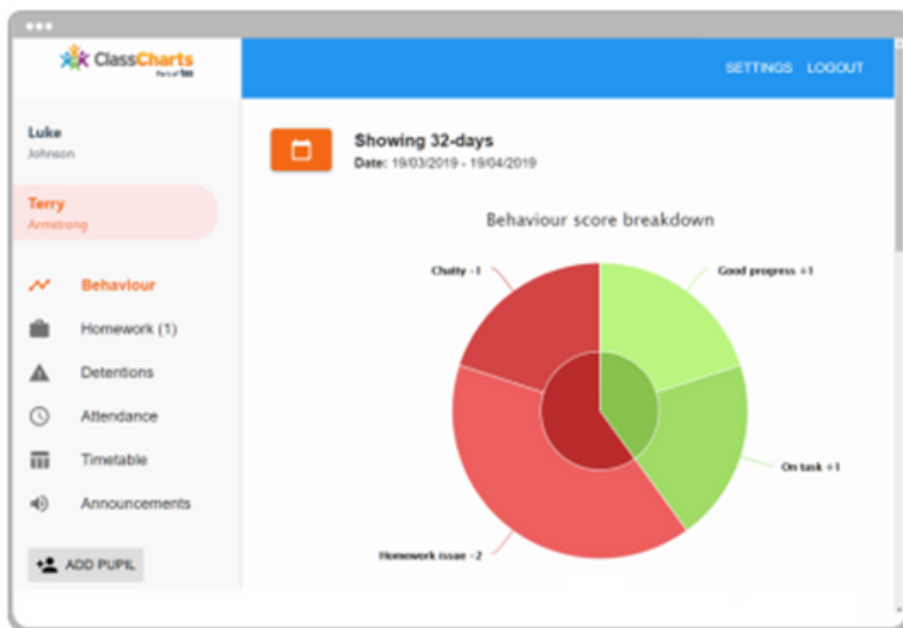 ClassCharts
Part of tes
SETTINGS LOGOUT
Luke
Johnson
Terry
Armstrong
Behaviour
Homework (1)
Detentions
Attendance
Timetable
Announcements
ADD PUPIL
Showing 32-days
Date: 19/03/2019 - 19/04/2019
Behaviour score breakdown
Chatty -1
Good progress +1
On task +1
Homework issue -2